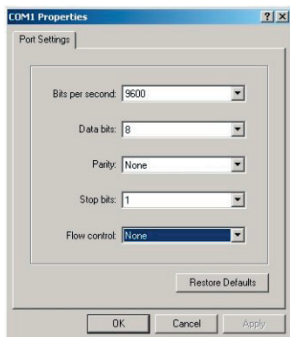 COM1 Properties
Port Settings
Bits per second: 9600
Data bits: 8
Parity: None
Stop bits: 1
Flow control: None
Restore Defaults
OK Cancel Apply